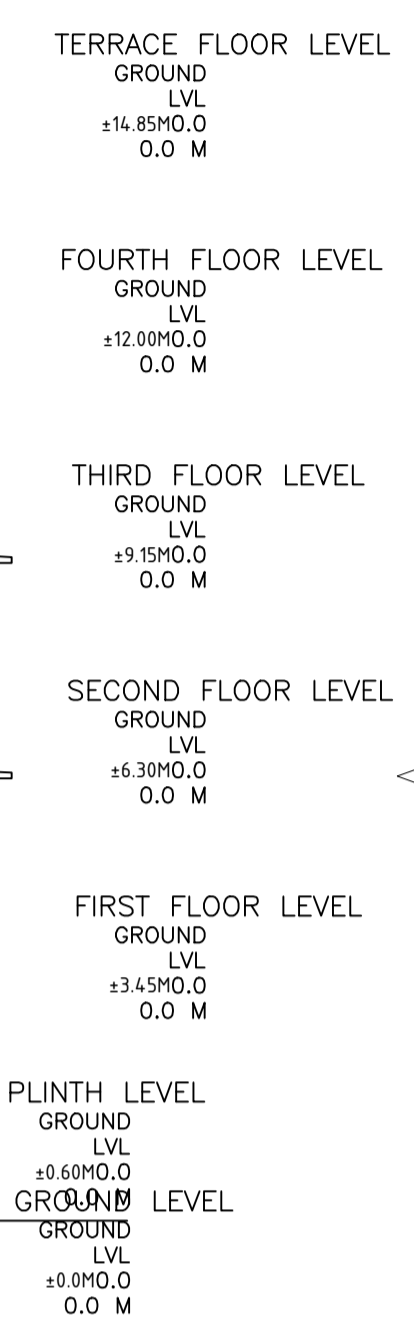 TERRACE FLOOR LEVEL
GROUND
LVL
±14.85M0.0
0.0 M
FOURTH FLOOR LEVEL
GROUND
LVL
±12.00M0.0
0.0 M
THIRD FLOOR LEVEL
GROUND
LVL
±9.15M0.0
0.0 M
SECOND FLOOR LEVEL
GROUND
LVL
±6.30M0.0
0.0 M
FIRST FLOOR LEVEL
GROUND
LVL
±3.45M0.0
0.0 M
PLINTH LEVEL
GROUND
LVL
±0.60M0.0
0.0 M
GROUND LEVEL
GROUND
LVL
±0.0M0.0
0.0 M